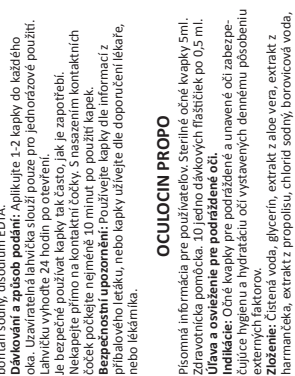 boritan sodný, disodium EDTA.
Dávkování a způsob podání: Aplikujte 1-2 kapky do každého
oka. Uzavíratelná lahvička slouží pouze pro jednorázové použití.
Lahvičku vyhoďte 24 hodin po otevření.
Je bezpečné používat kapky tak často, jak je zapotřebí.
Nekapejte přímo na kontaktní čočky. S nasazením kontaktních
čoček počkejte nejméně 10 minut po použití kapek.
Bezpečnostní upozornění: Používejte kapky dle informací z
příbalového letáku, nebo kapky užívejte dle doporučení lékaře,
nebo lékárníka.
OCULOCIN PROPO
Písomná informácia pre používateľov. Sterilné očné kvapky 5ml.
Zdravotnícka pomôcka. 10 jedno dávkových fľaštičiek po 0,5 ml.
Úľava a osvieženie pre podráždené oči.
Indikácie: Očné kvapky pre podráždené a unavené oči zabezpe-
čujúce hygienu a hydratáciu očí vystavených dennému pôsobeniu
externých faktorov.
Zloženie: Čistená voda, glycerín, extrakt z aloe vera, extrakt z
harmančeka, extrakt z propolisu, chlorid sodný, borovicová voda,